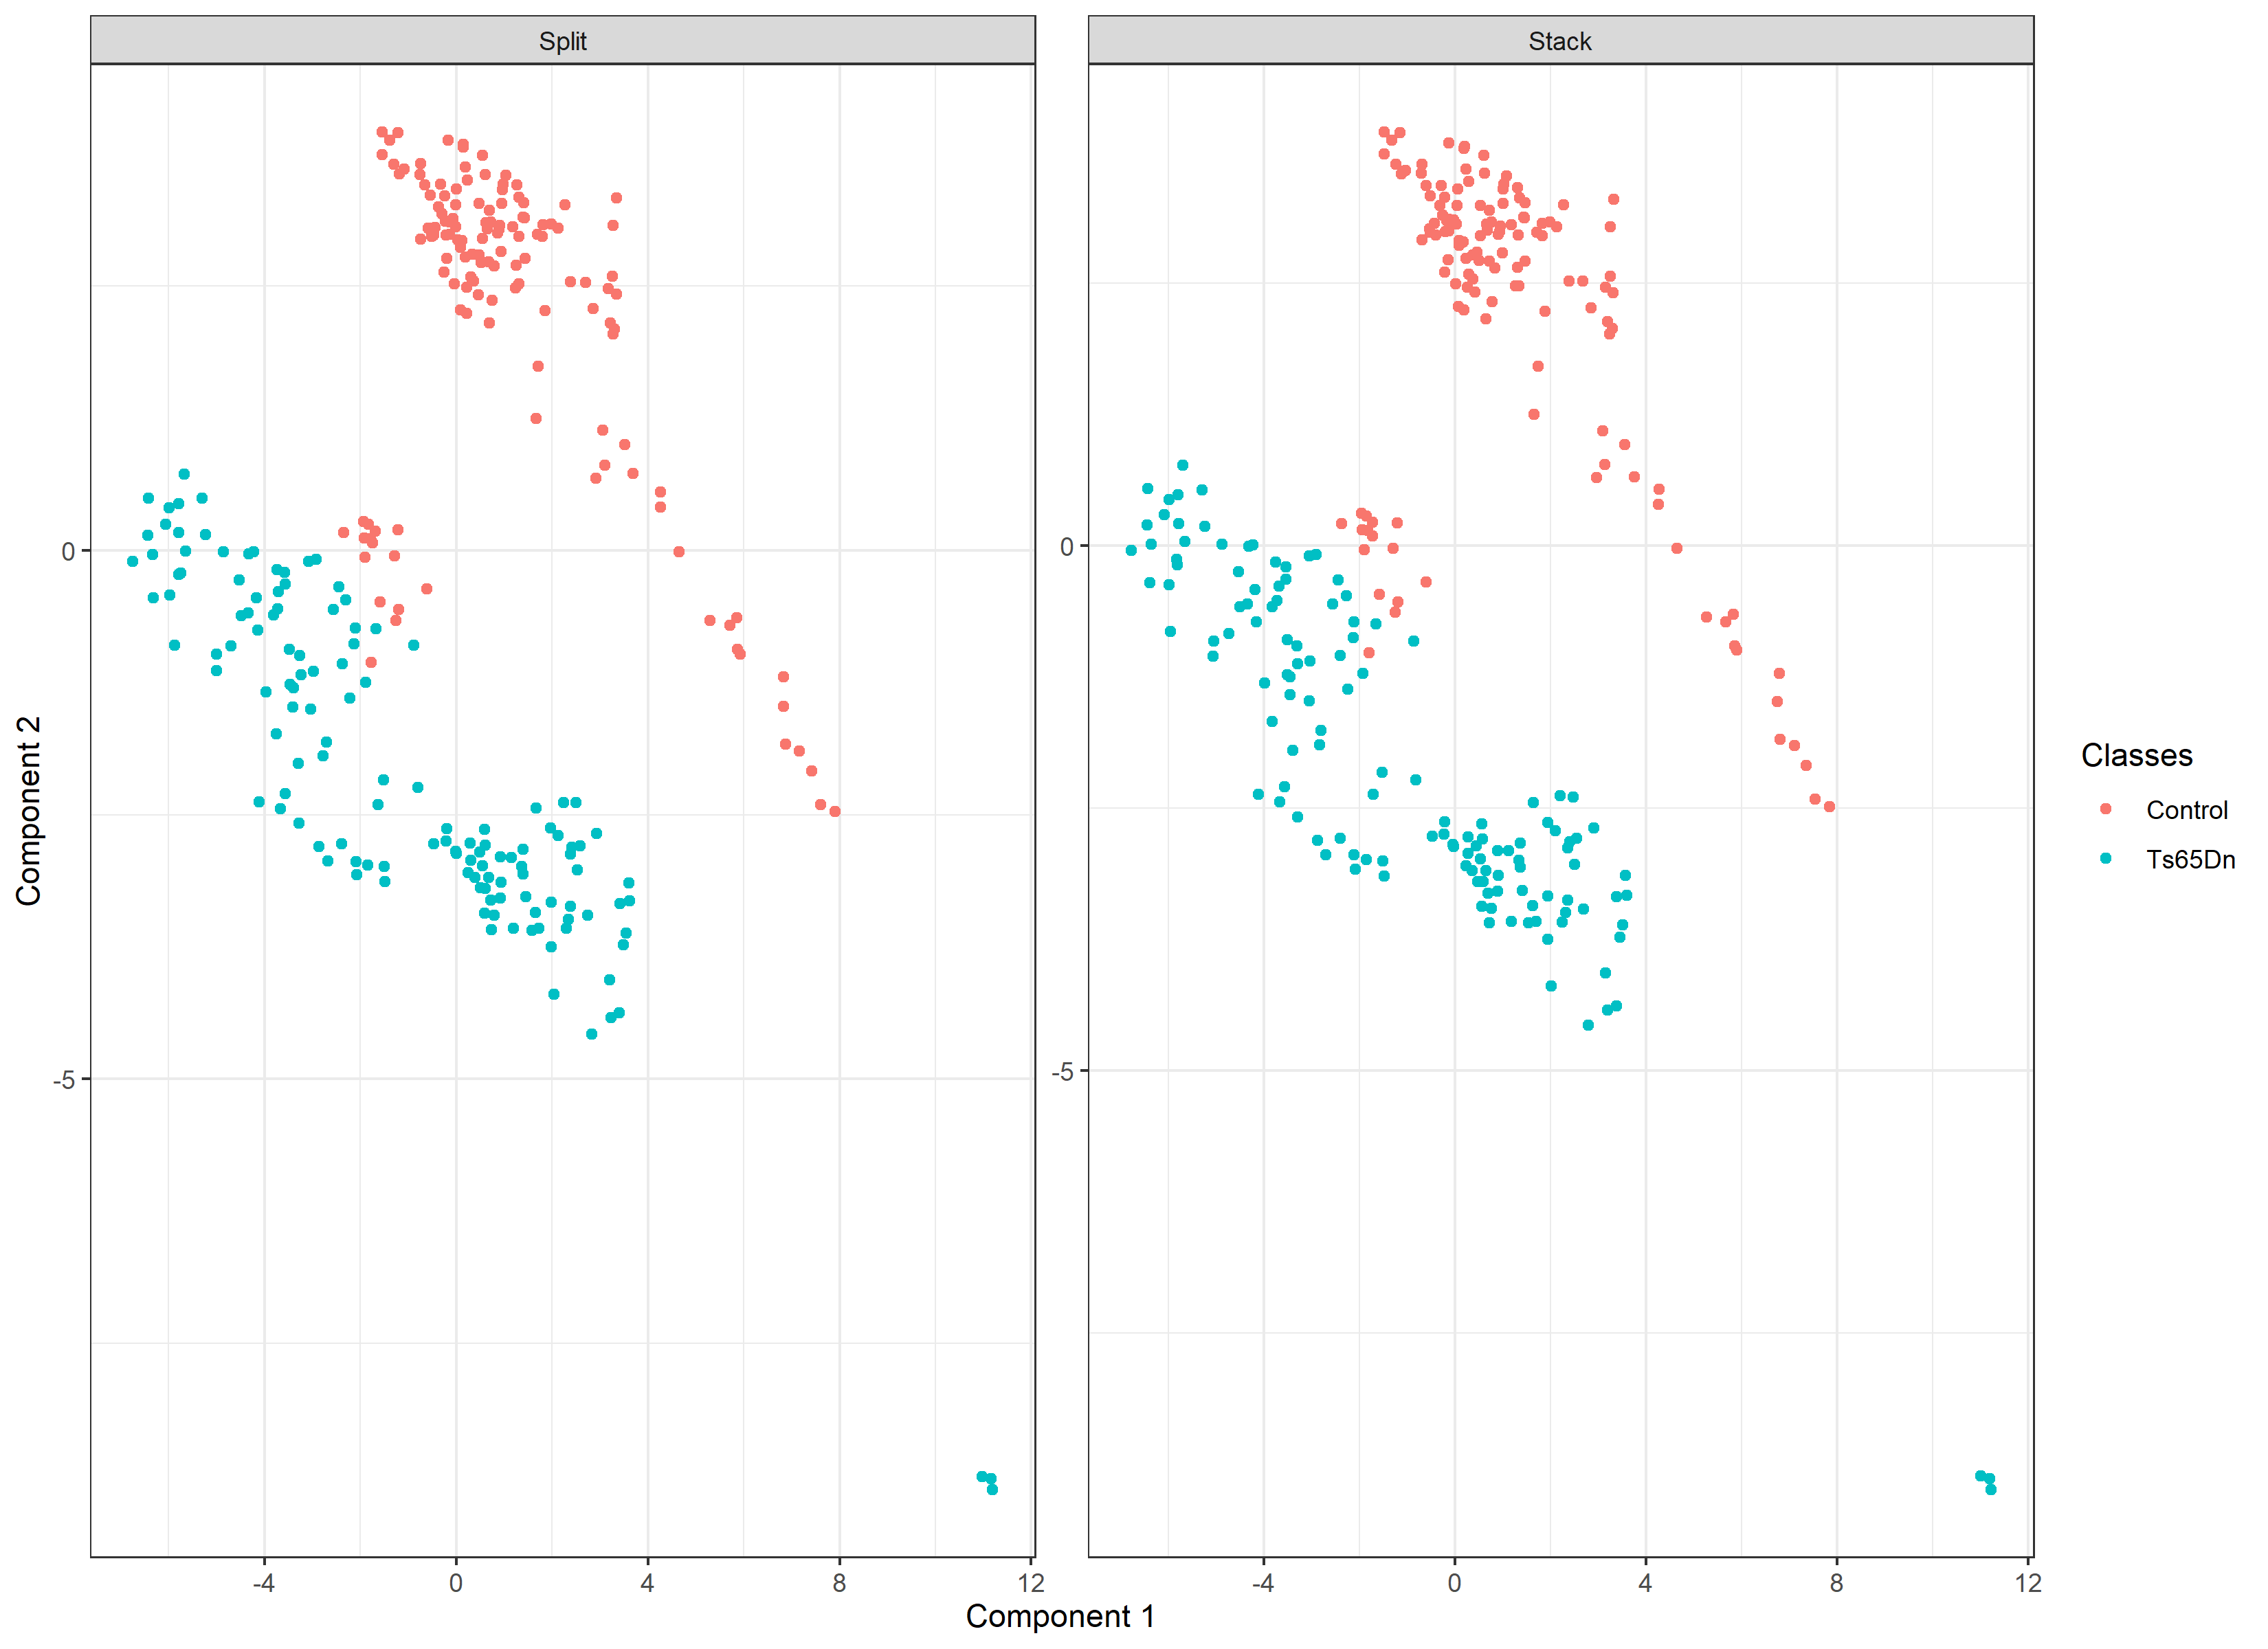 Split
Stack
Component 2
0
-5
0
-5
-4
0
4
8
12
-4
0
4
8
12
Component 1
Classes
Control
Ts65Dn